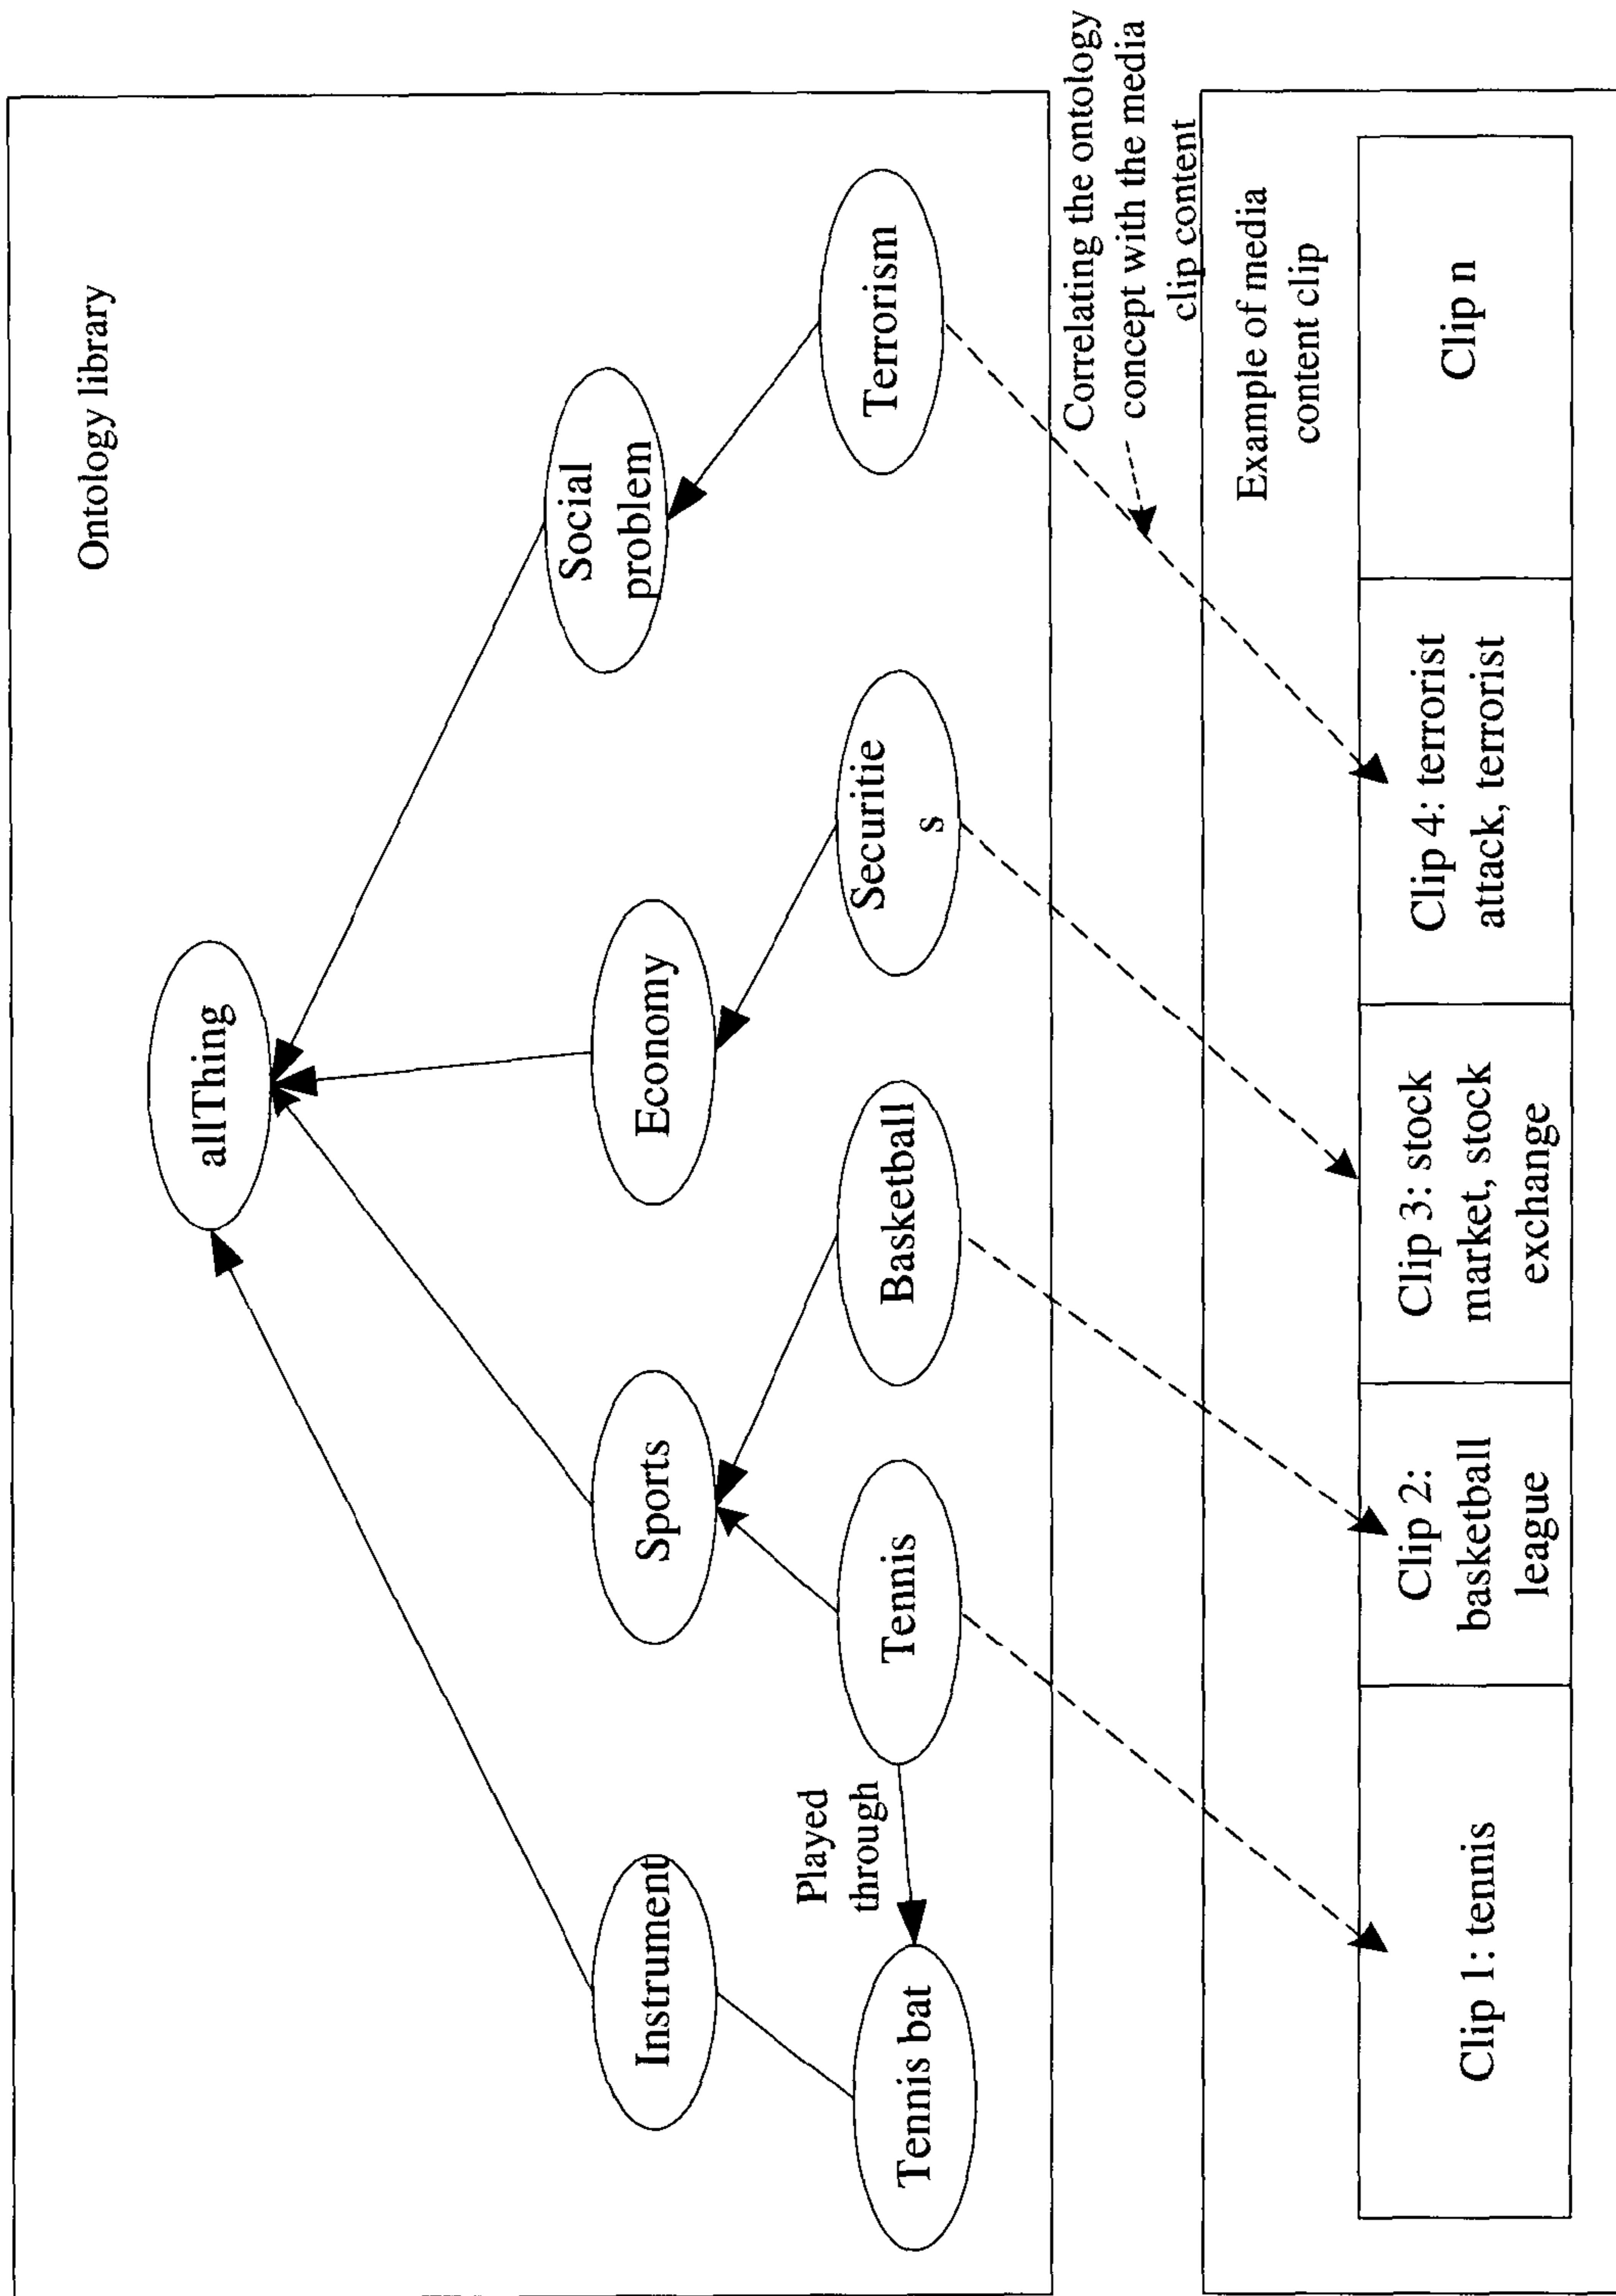 Ontology library
allThing
Instrument
Sports
Economy
Social
problem
Tennis bat
Played
through
Tennis
Basketball
Securitie
s
Terrorism
Correlating the ontology
concept with the media
clip content
Example of media
content clip
Clip 1: tennis
Clip 2:
basketball
league
Clip 3: stock
market, stock
exchange
Clip 4: terrorist
attack, terrorist
Clip n